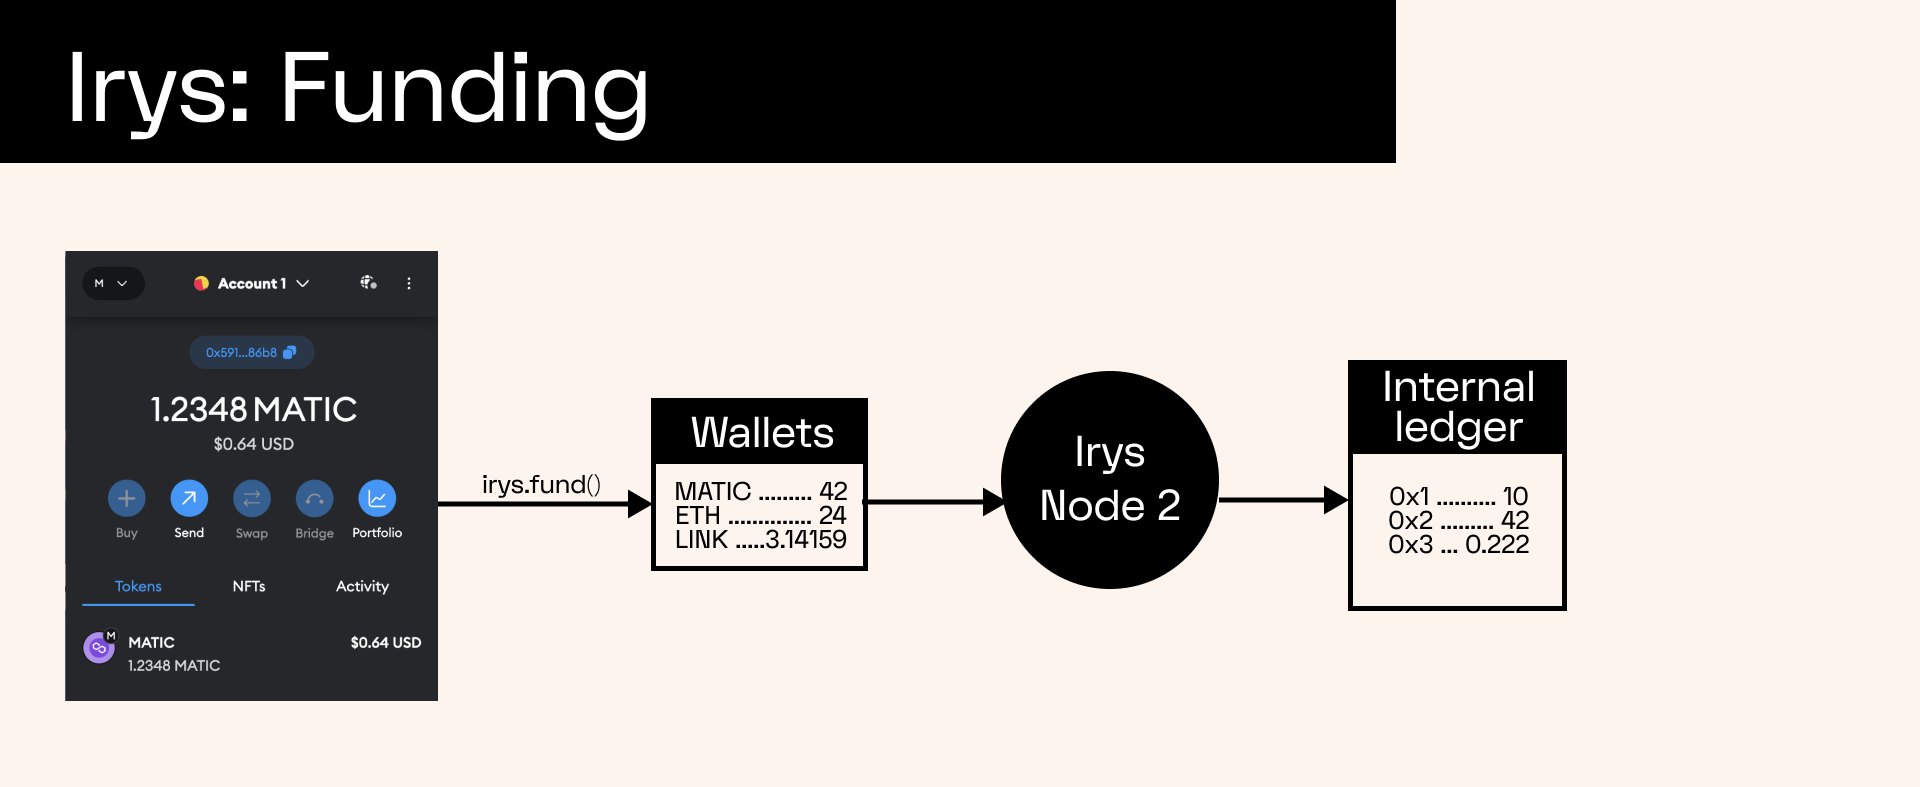 Irys: Funding
M
Account 1
0x591...86b8
1.2348 MATIC
$0.64 USD
Buy
Send
Swap
Bridge
Portfolio
Tokens
NFTs
Activity
M
MATIC
$0.64 USD
1.2348 MATIC
irys.fund()
Wallets
MATIC ......... 42
ETH .............. 24
LINK .....3.14159
Irys
Node 2
Internal
ledger
0x1 .......... 10
0x2 ......... 42
0x3 ... 0.222